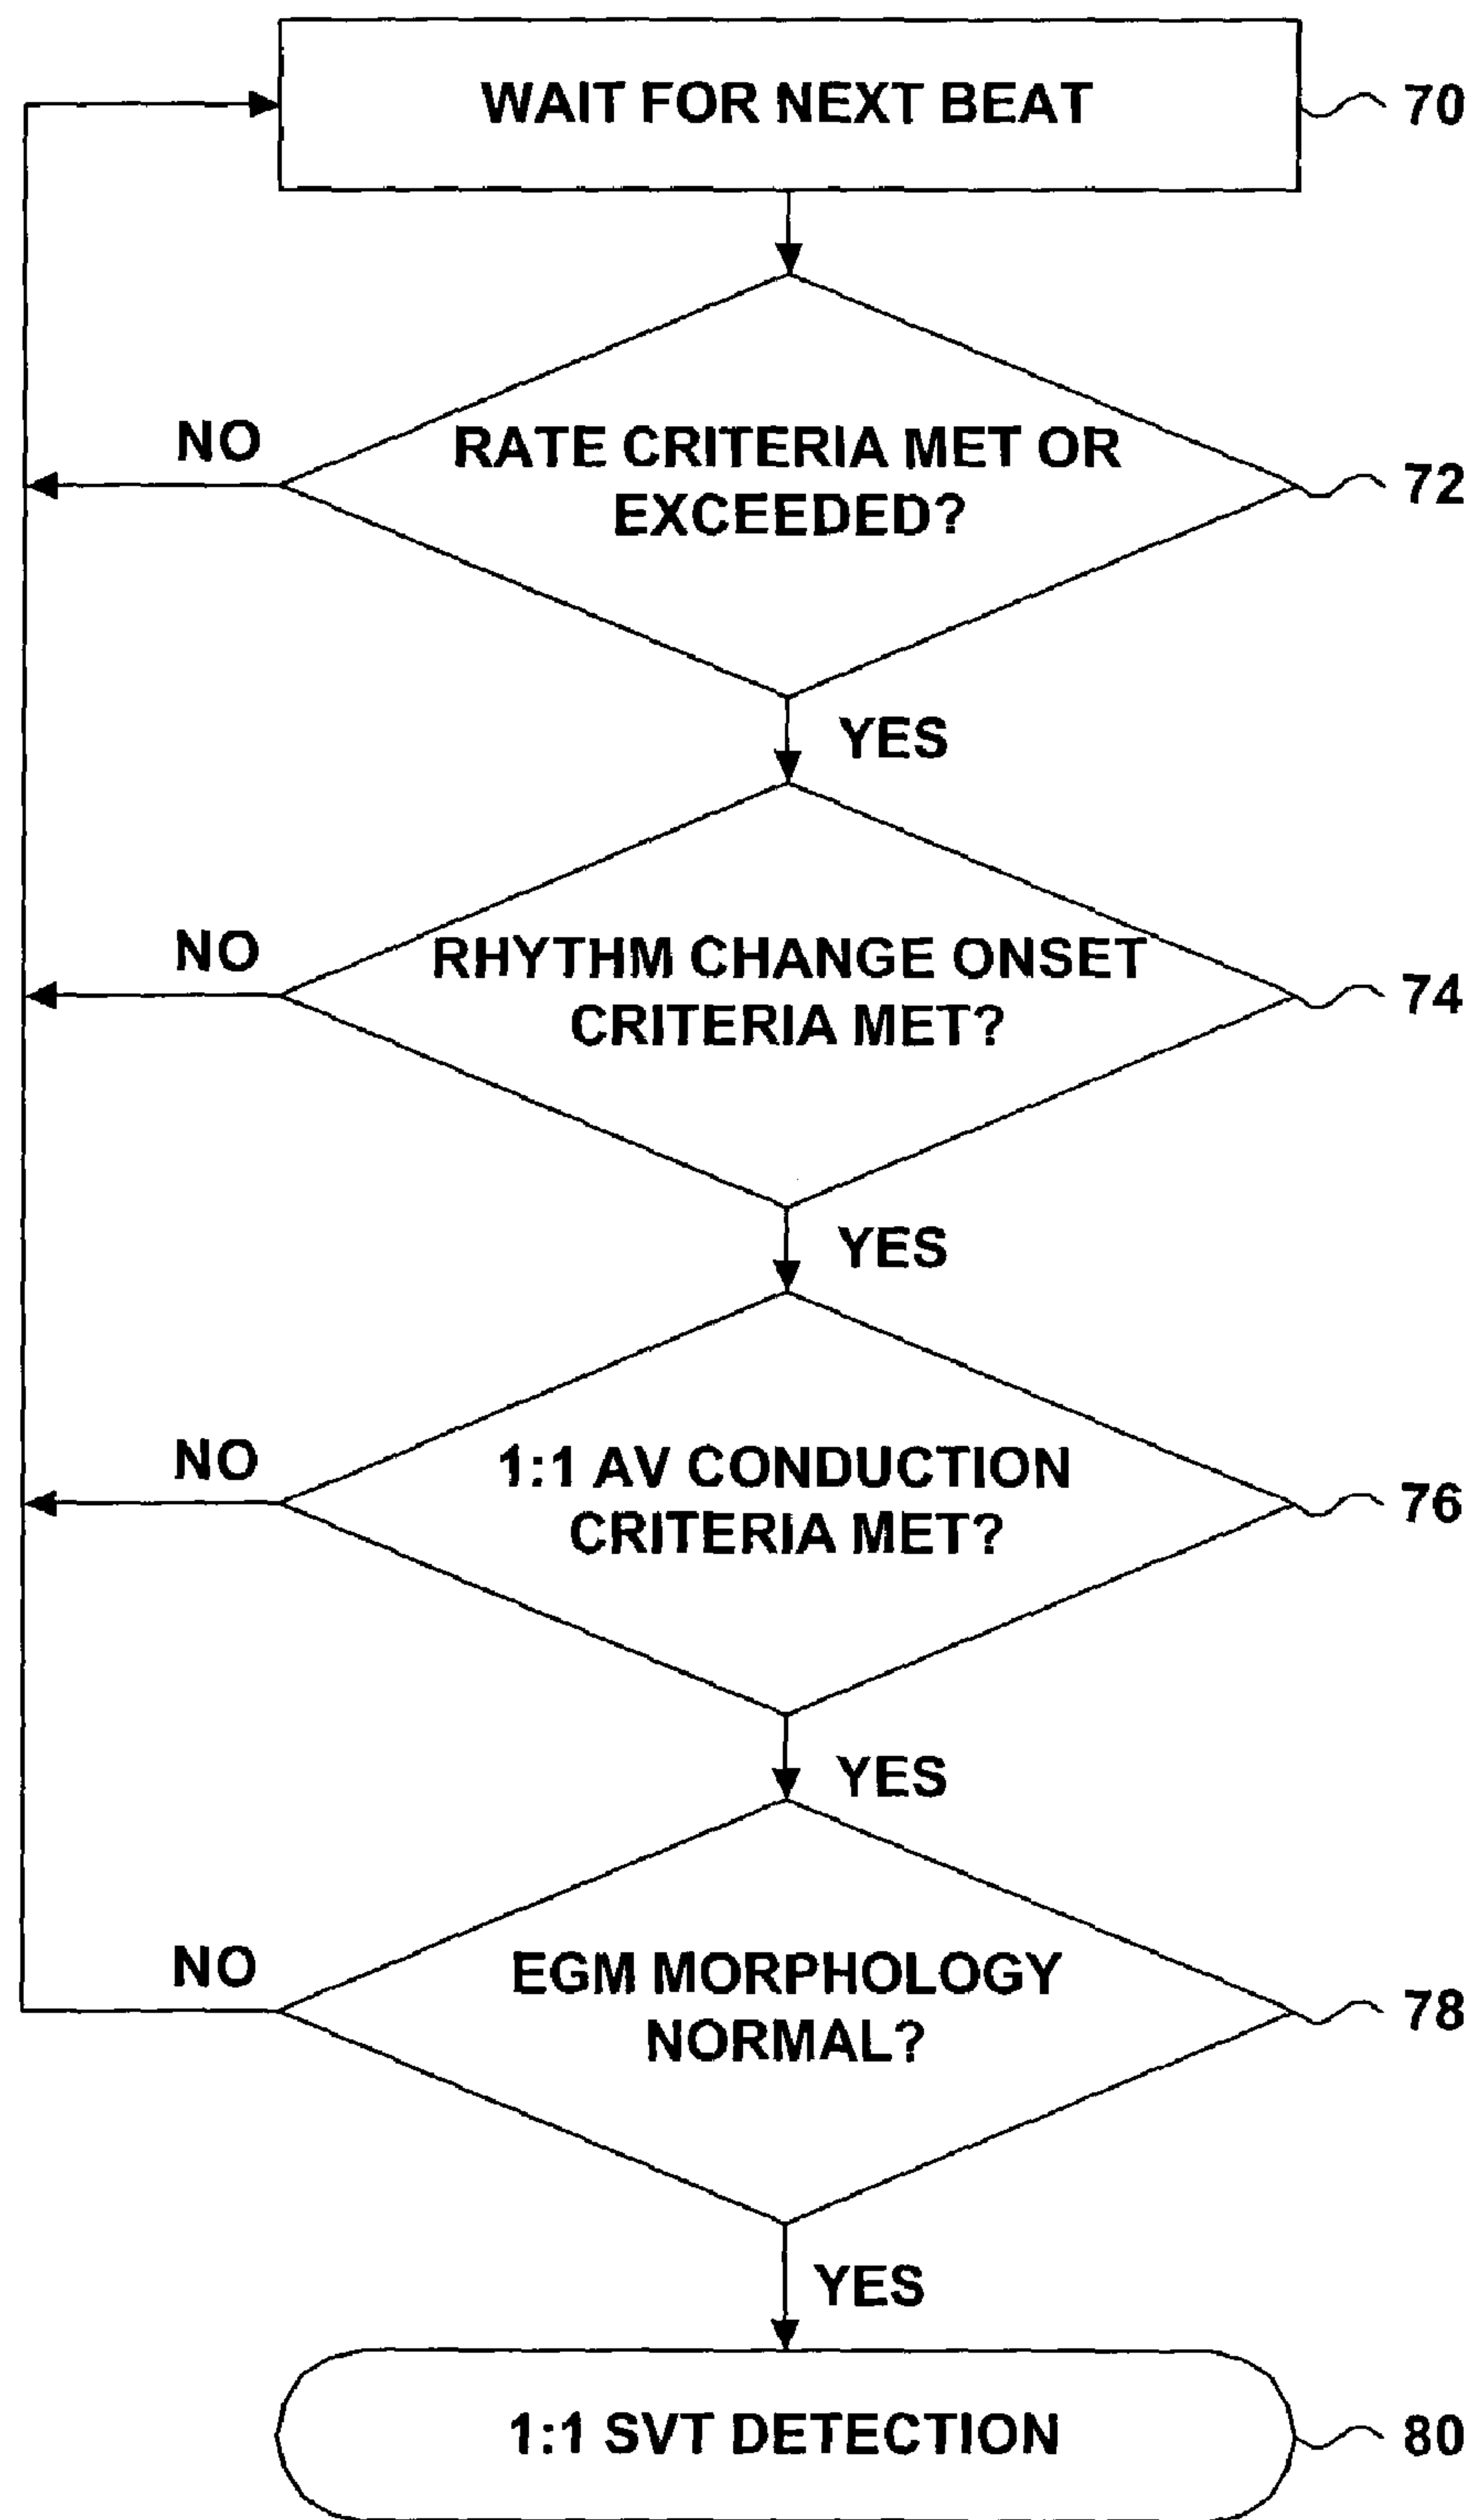 WAIT FOR NEXT BEAT
70
NO
RATE CRITERIA MET OR
EXCEEDED?
72
YES
NO
RHYTHM CHANGE ONSET
CRITERIA MET?
74
YES
NO
1:1 AV CONDUCTION
CRITERIA MET?
76
YES
NO
EGM MORPHOLOGY
NORMAL?
78
YES
1:1 SVT DETECTION
80